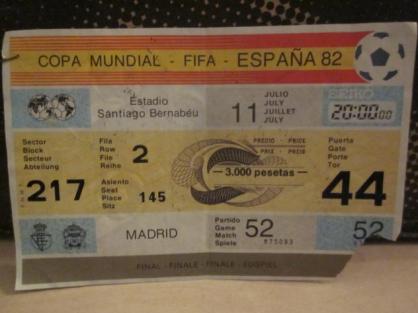 COPA MUNDIAL - FIFA - ESPAÑA 82
Estadio
Santiago Bernabéu
11
JULIO
JULY
JUILLET
JULY
SEIKO
20:00:00
Sector
Block
Secteur
Abteilung
217
Fila
Row
File
Reihe
2
Asiento
Seat
Place
Sitz
145
PRECIO - PRICE
PRIX - PREIS
3.000 pesetas
Puerta
Gate
Porte
Tor
44
MADRID
Partido
Game
Match
Spiele
52
52
FINAL - FINALE - FINALE - EDSPIEL